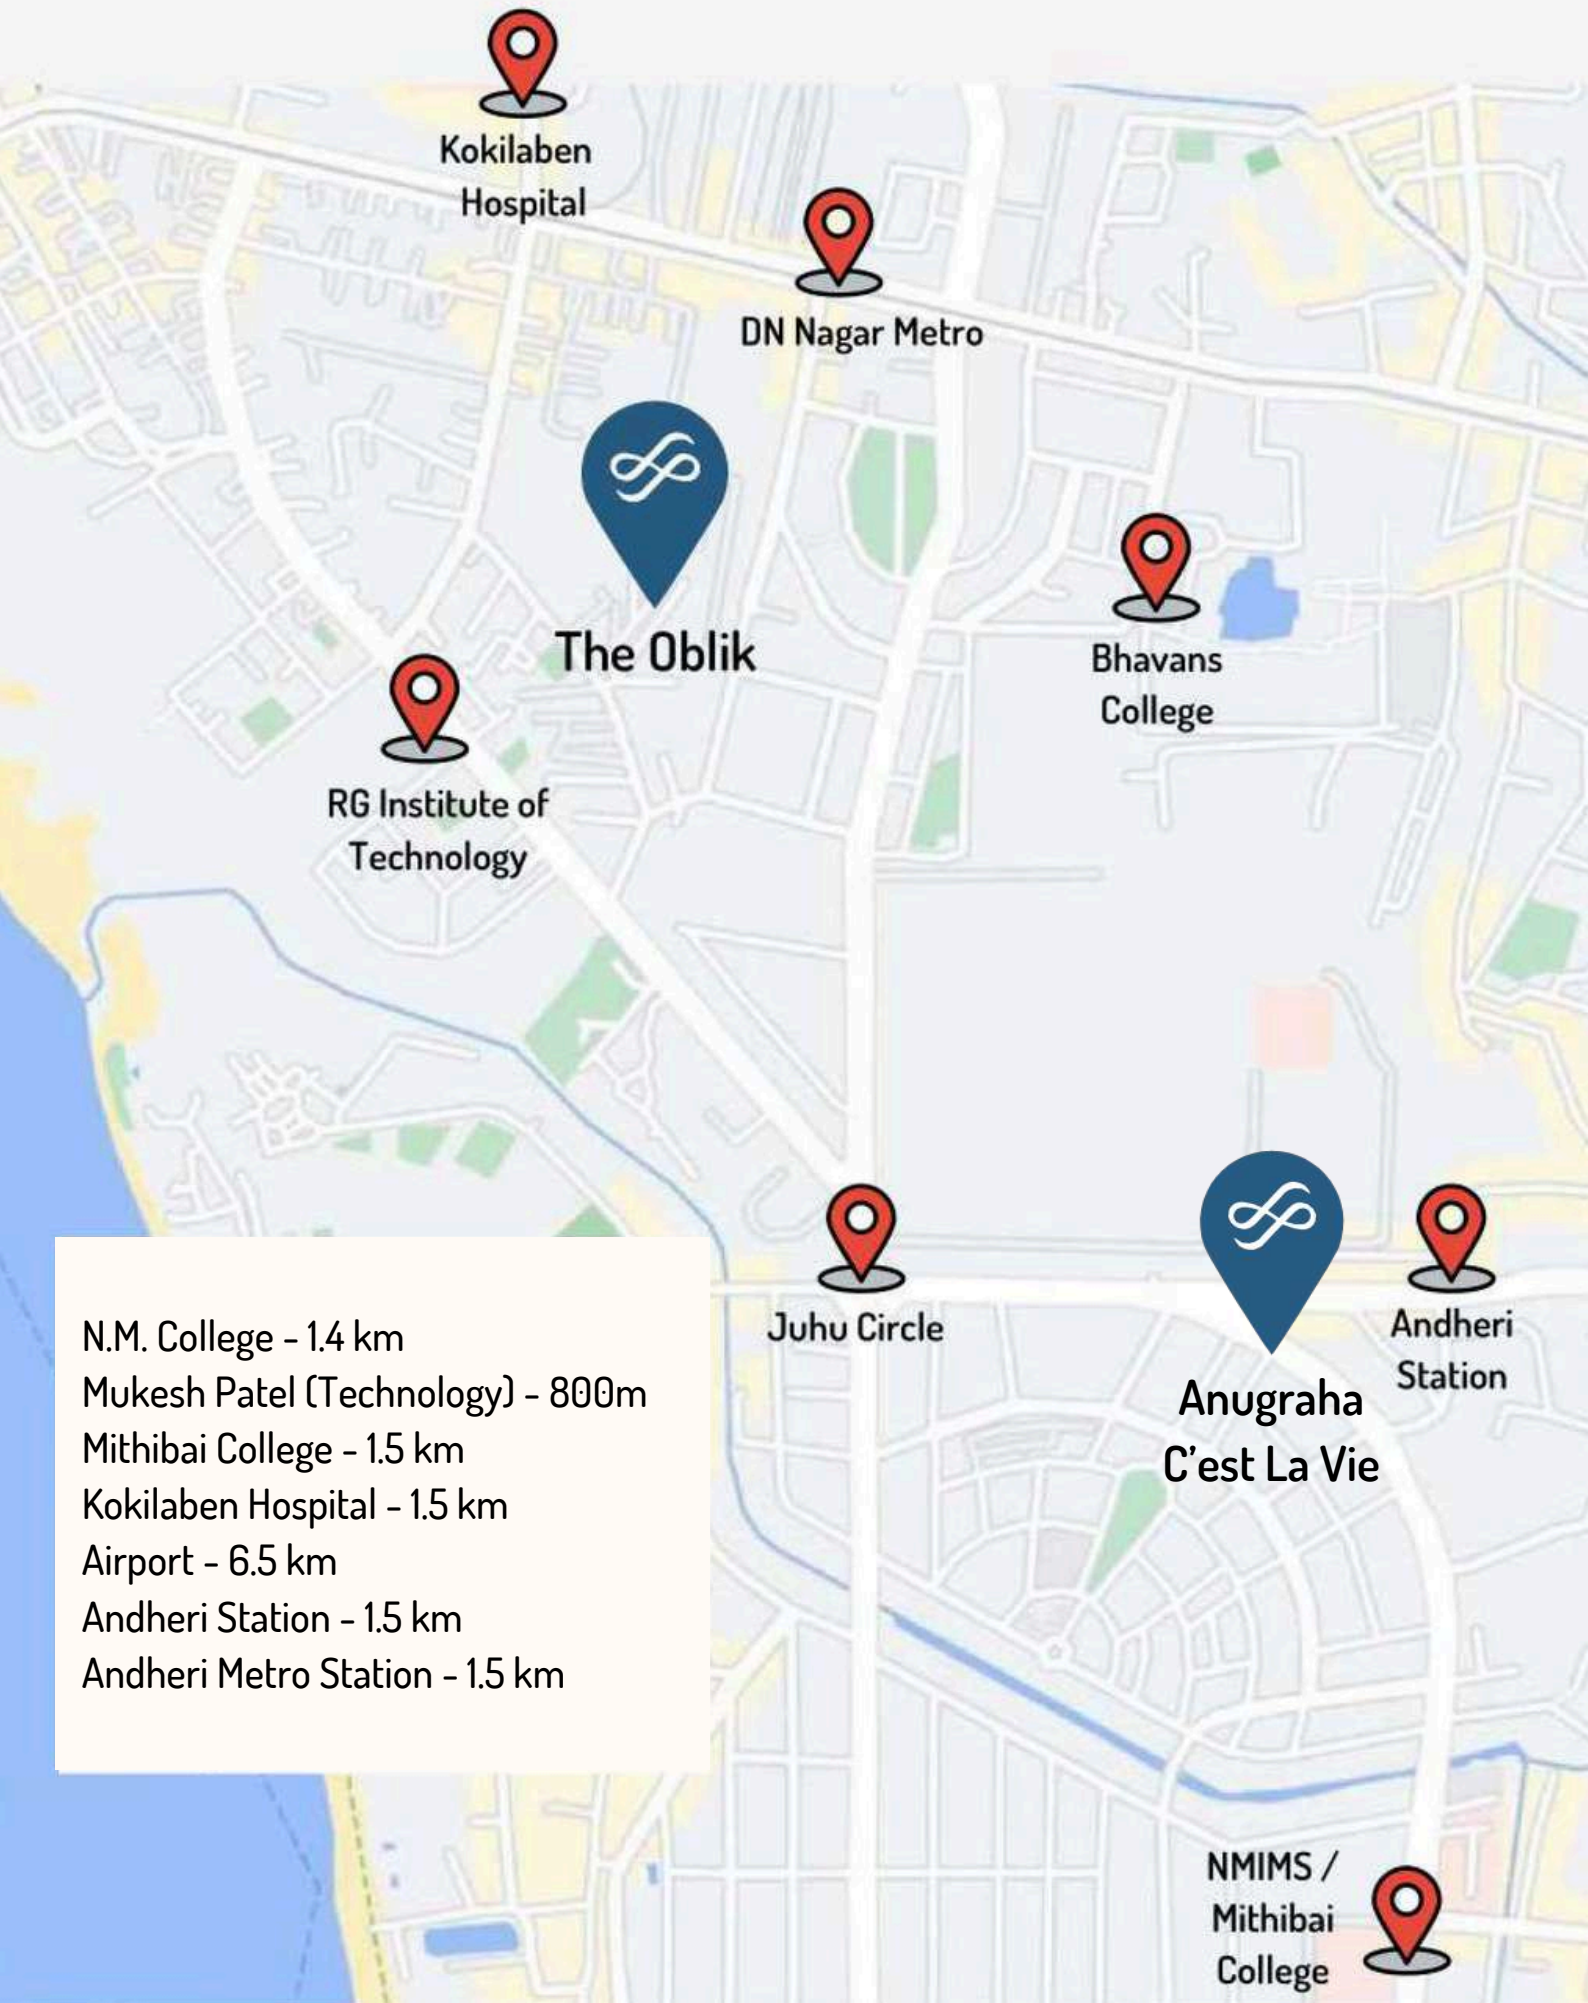 Kokilaben
Hospital
DN Nagar Metro
The Oblik
Bhavans
College
RG Institute of
Technology
Juhu Circle
Andheri
Station
Anugraha
C'est La Vie
N.M. College - 1.4 km
Mukesh Patel (Technology) - 800m
Mithibai College - 1.5 km
Kokilaben Hospital - 1.5 km
Airport - 6.5 km
Andheri Station - 1.5 km
Andheri Metro Station - 1.5 km
NMIMS /
Mithibai
College